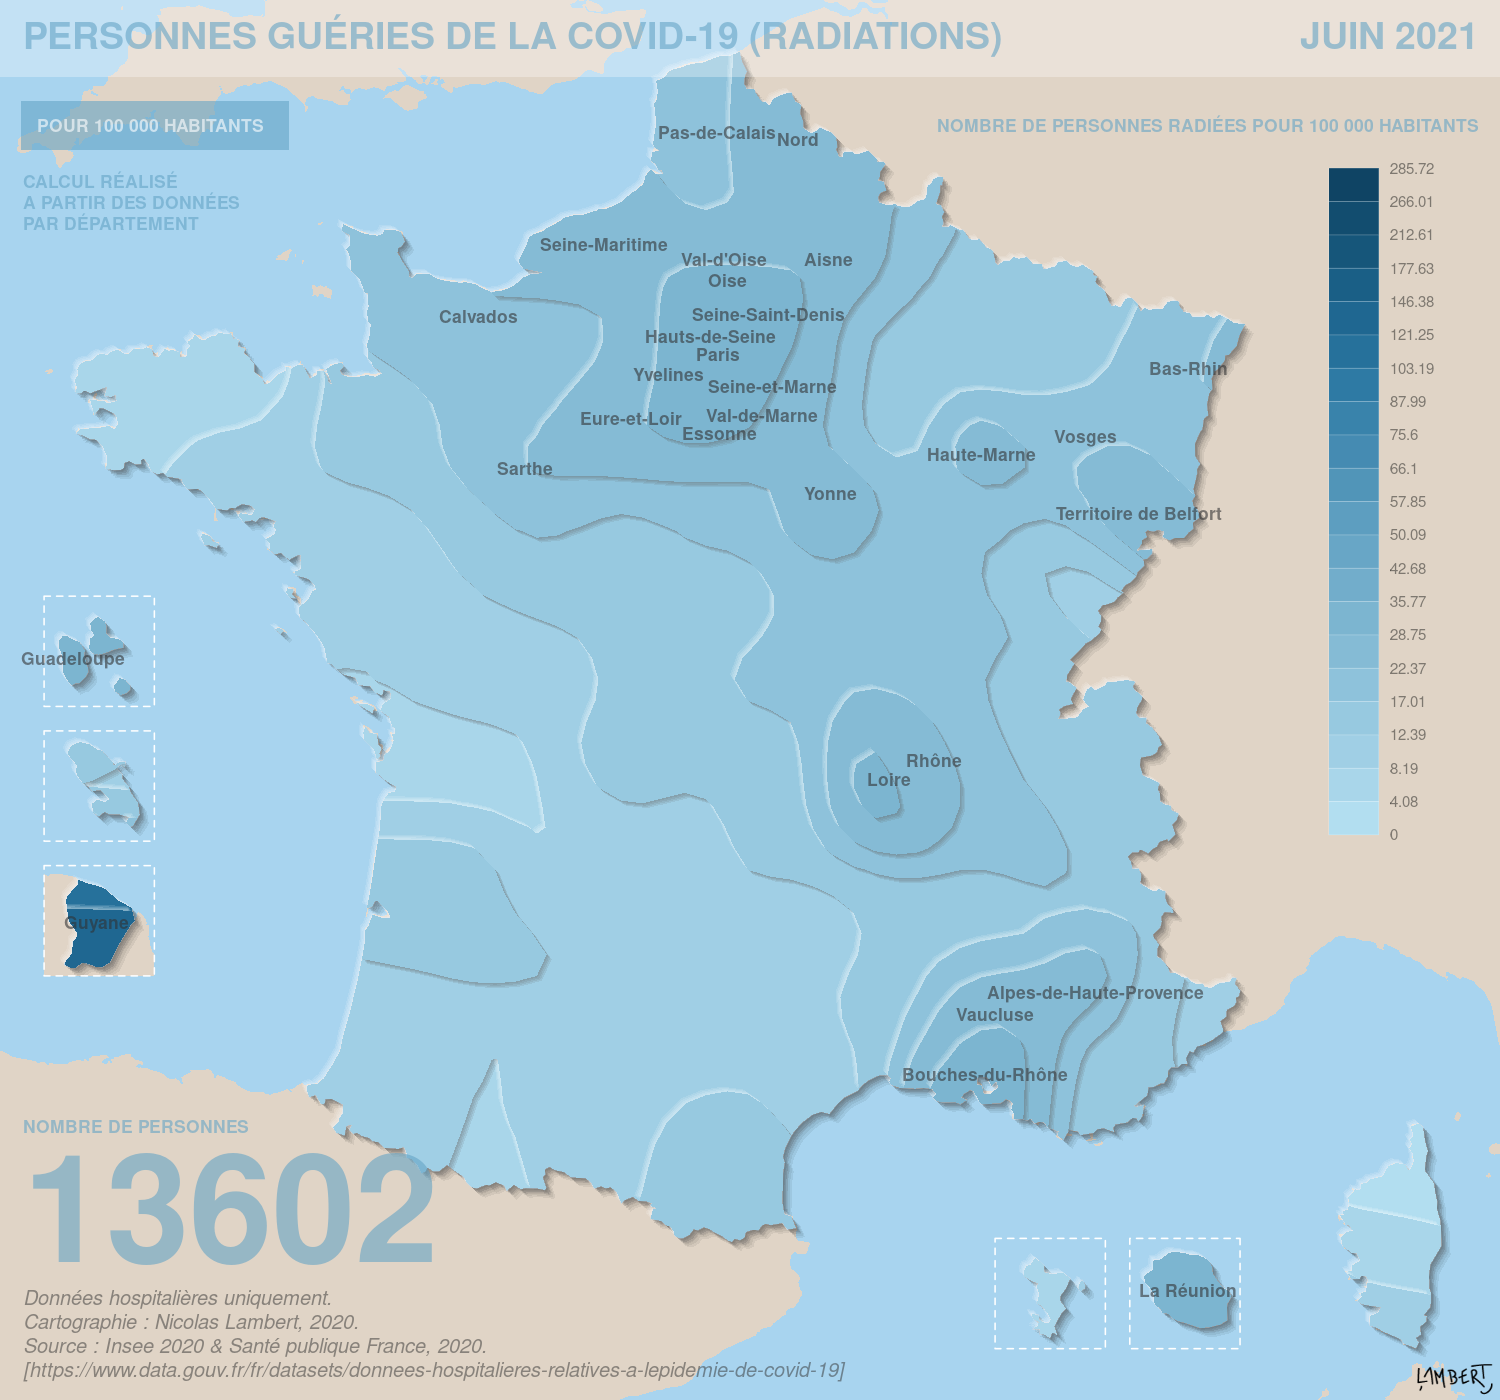 PERSONNES GUÉRIES DE LA COVID-19 (RADIATIONS)
JUIN 2021
POUR 100 000 HABITANTS
CALCUL RÉALISÉ
A PARTIR DES DONNÉES
PAR DÉPARTEMENT
NOMBRE DE PERSONNES RADIÉES POUR 100 000 HABITANTS
285.72
266.01
212.61
177.63
146.38
121.25
103.19
87.99
75.6
66.1
57.85
50.09
42.68
35.77
28.75
22.37
17.01
12.39
8.19
4.08
0
Pas-de-Calais
Nord
Seine-Maritime
Val-d'Oise
Aisne
Oise
Calvados
Seine-Saint-Denis
Hauts-de-Seine
Paris
Yvelines
Seine-et-Marne
Eure-et-Loir
Val-de-Marne
Essonne
Bas-Rhin
Vosges
Haute-Marne
Sarthe
Yonne
Territoire de Belfort
Guadeloupe
Rhône
Loire
Guyane
Alpes-de-Haute-Provence
Vaucluse
Bouches-du-Rhône
La Réunion
NOMBRE DE PERSONNES
13602
Données hospitalières uniquement.
Cartographie : Nicolas Lambert, 2020.
Source : Insee 2020 & Santé publique France, 2020.
[https://www.data.gouv.fr/fr/datasets/donnees-hospitalieres-relatives-a-lepidemie-de-covid-19]
LAMBERT